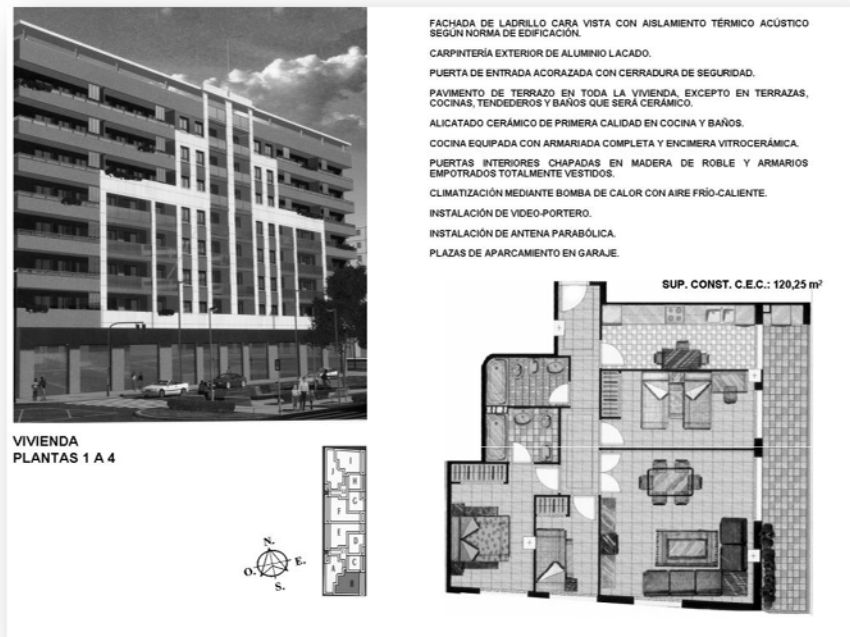 FACHADA DE LADRILLO CARA VISTA CON AISLAMIENTO TÉRMICO ACÚSTICO
SEGÚN NORMA DE EDIFICACIÓN.
CARPINTERÍA EXTERIOR DE ALUMINIO LACADO.
PUERTA DE ENTRADA ACORAZADA CON CERRADURA DE SEGURIDAD.
PAVIMENTO DE TERRAZO EN TODA LA VIVIENDA, EXCEPTO EN TERRAZAS,
COCINAS, TENDEDEROS Y BAÑOS QUE SERÁ CERÁMICO.
ALICATADO CERÁMICO DE PRIMERA CALIDAD EN COCINA Y BAÑOS.
COCINA EQUIPADA CON ARMARIADA COMPLETA Y ENCIMERA VITROCERÁMICA.
PUERTAS INTERIORES CHAPADAS EN MADERA DE ROBLE Y ARMARIOS
EMPOTRADOS TOTALMENTE VESTIDOS.
CLIMATIZACIÓN MEDIANTE BOMBA DE CALOR CON AIRE FRÍO-CALIENTE.
INSTALACIÓN DE VIDEO-PORTERO.
INSTALACIÓN DE ANTENA PARABÓLICA.
PLAZAS DE APARCAMIENTO EN GARAJE.
SUP. CONST. C.E.C.: 120,25 m²
VIVIENDA
PLANTAS 1 A 4
J I
H
G
F
E
D
A C
B
N.
O. E.
S.